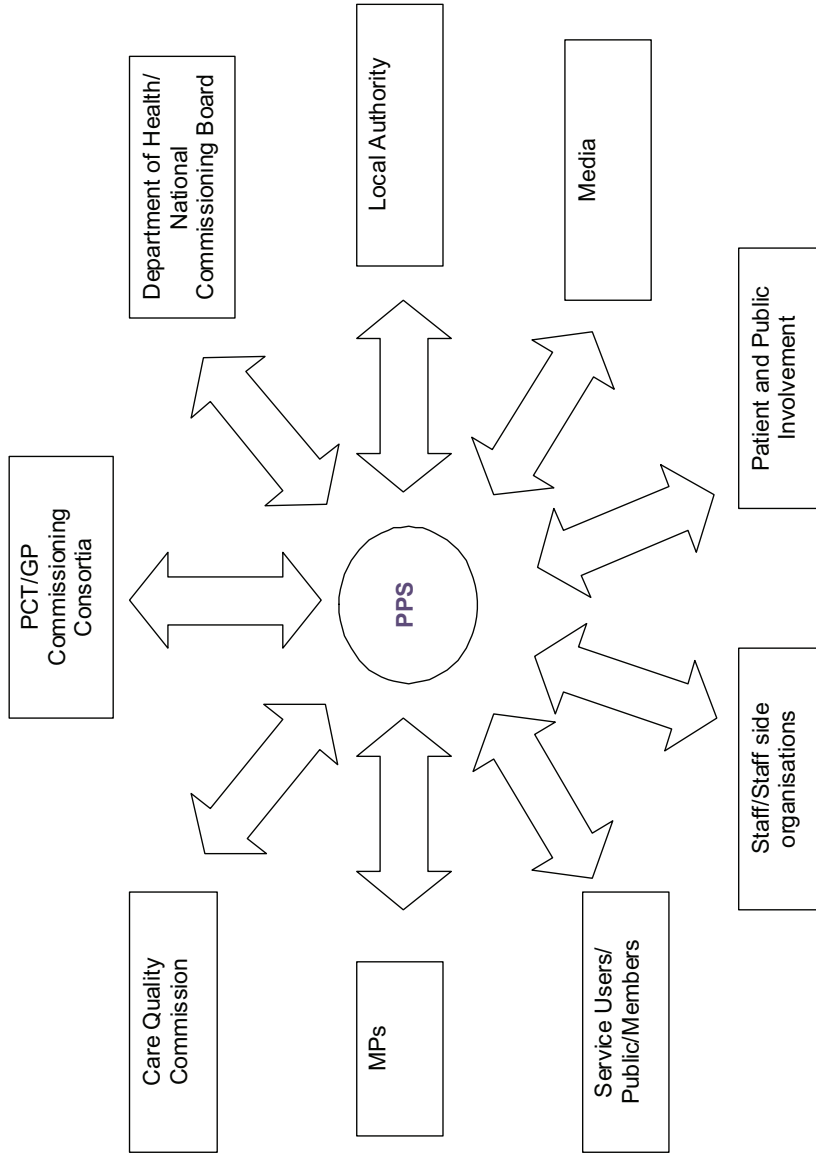 PCT/GP
Commissioning
Consortia
Care Quality
Commission
Department of Health/
National
Commissioning Board
MPs
PPS
Local Authority
Service Users/
Public/Members
Media
Staff/Staff side
organisations
Patient and Public
Involvement